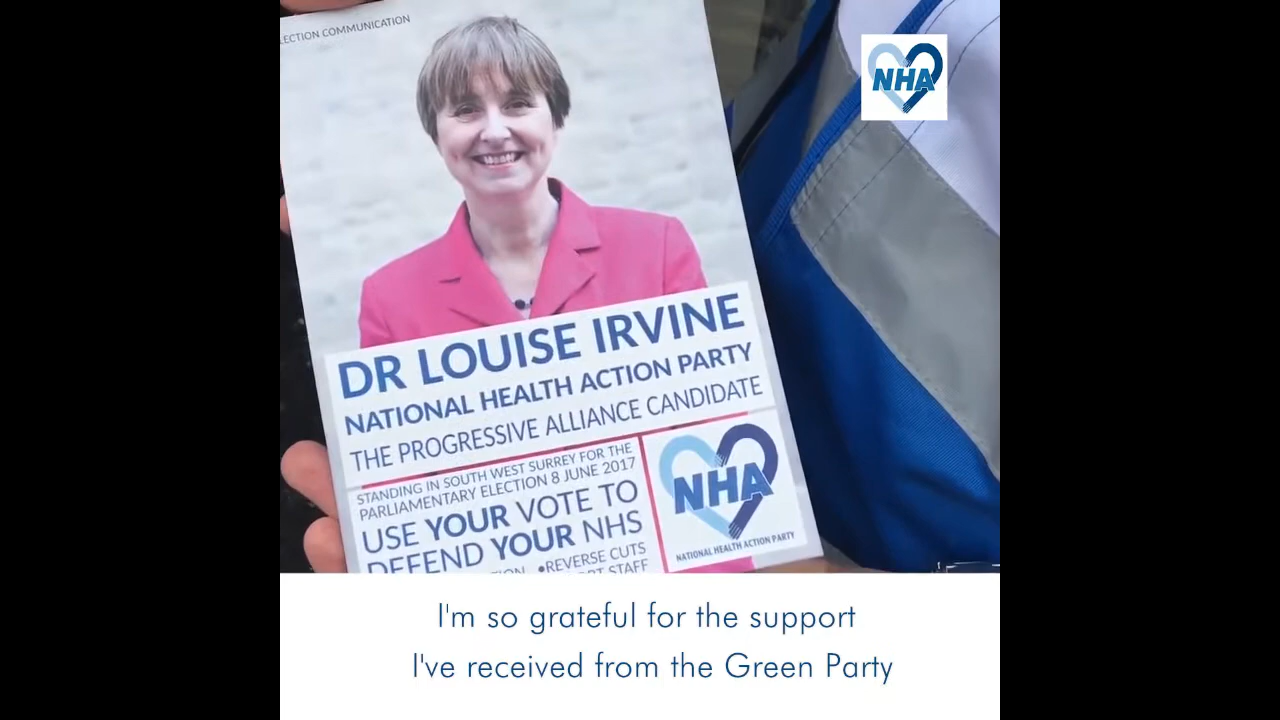 ELECTION COMMUNICATION
NHA
DR LOUISE IRVINE
NATIONAL HEALTH ACTION PARTY
THE PROGRESSIVE ALLIANCE CANDIDATE
STANDING IN SOUTH WEST SURREY FOR THE
PARLIAMENTARY ELECTION 8 JUNE 2017
USE YOUR VOTE TO
DEFEND YOUR NHS
•REVERSE CUTS
STAFF
NHA
NATIONAL HEALTH ACTION PARTY
I'm so grateful for the support
I've received from the Green Party